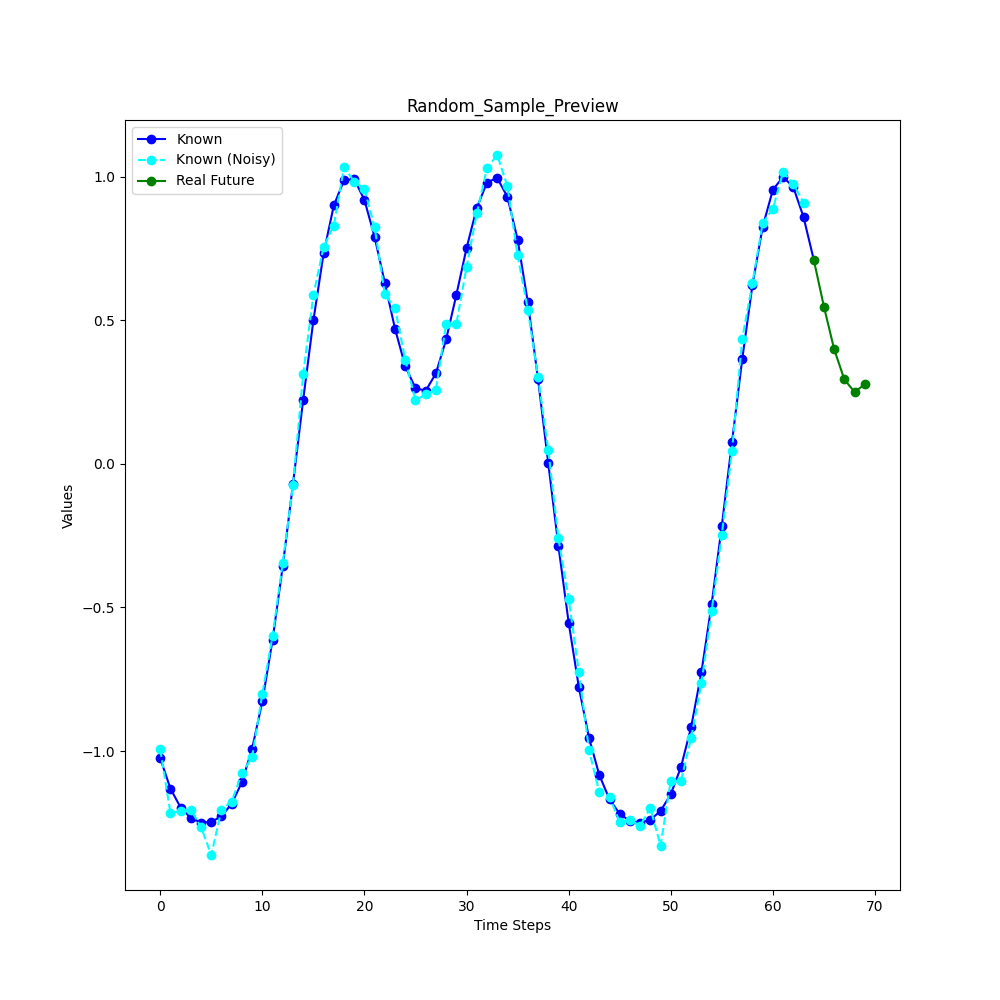 Random_Sample_Preview
Known
Known (Noisy)
Real Future
1.0
0.5
0.0
−0.5
−1.0
Values
0 10 20 30 40 50 60 70
Time Steps